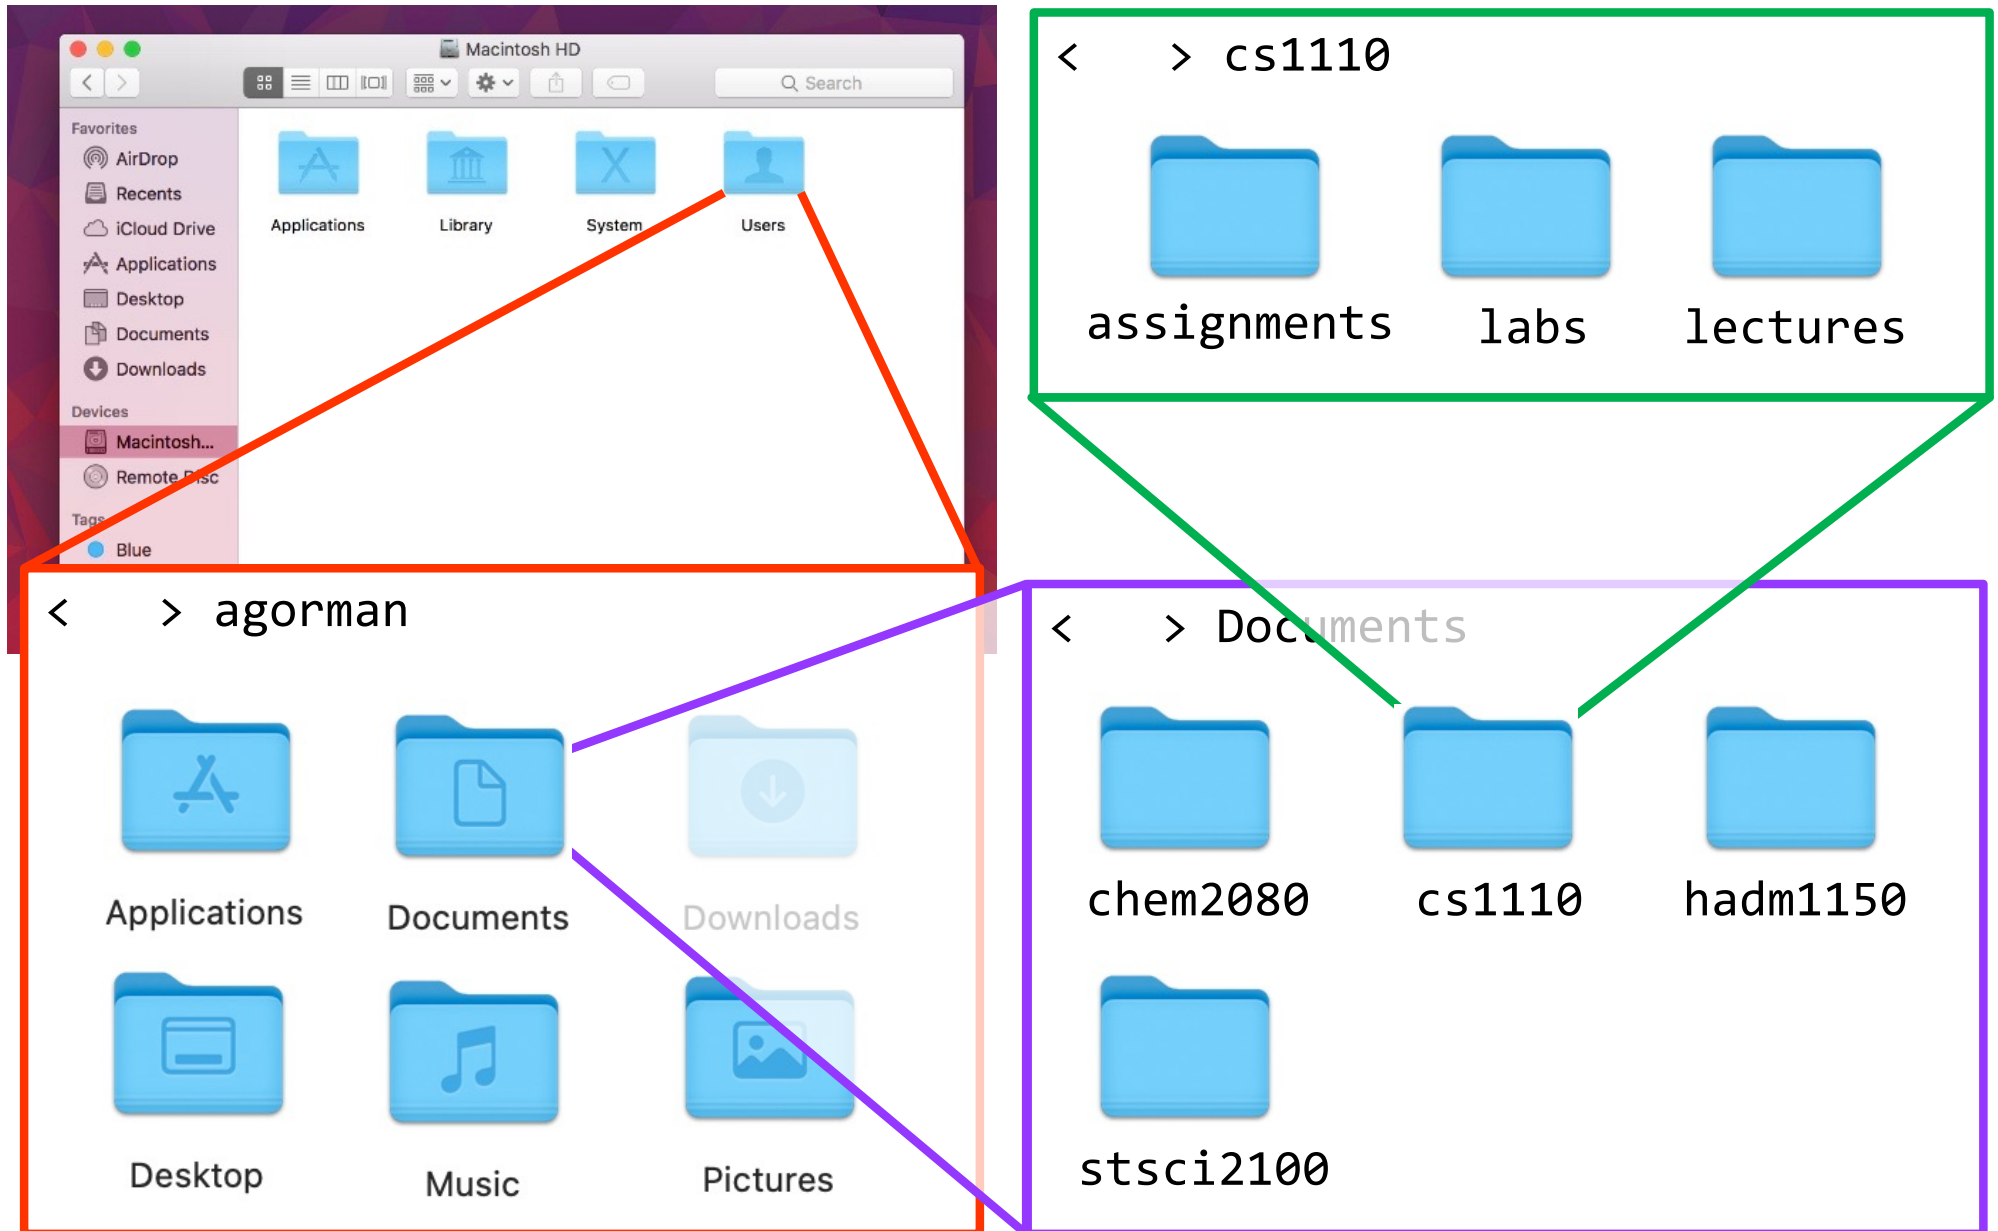 Macintosh HD
Search
Favorites
AirDrop
Recents
iCloud Drive
Applications
Desktop
Documents
Downloads
Devices
Macintosh...
Remote Disc
Tags
Blue
Applications Library System Users
< > cs1110
assignments labs lectures
< > agorman
Applications Documents Downloads
Desktop Music Pictures
< > Documents
chem2080 cs1110 hadm1150
stsci2100